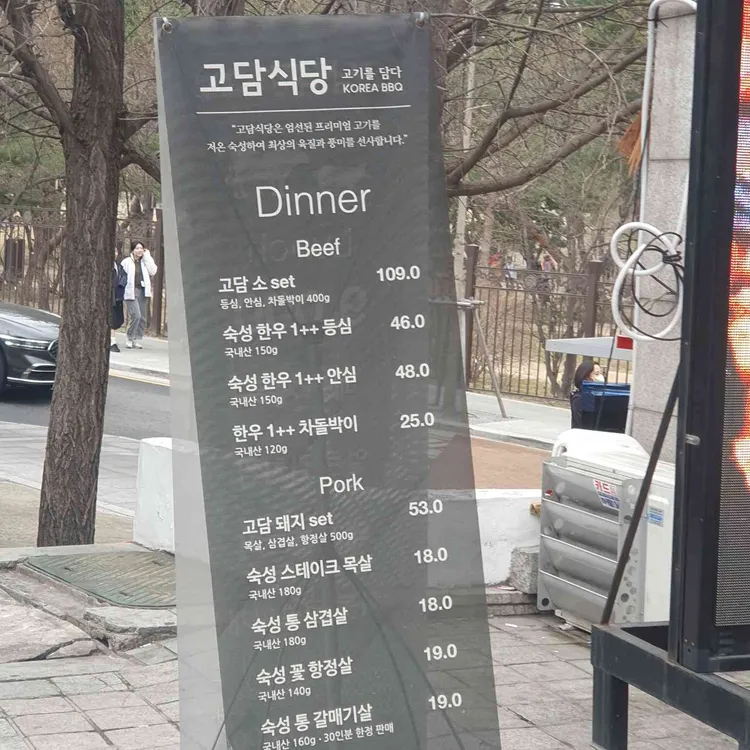 고담식당 고기를 담다
KOREA BBQ
"고담식당은 엄선된 프리미엄 고기를
저온 숙성하여 최상의 육질과 풍미를 선사합니다."
Dinner
Beef
고담 소 set 109.0
등심, 안심, 차돌박이 400g
숙성 한우 1++ 등심 46.0
국내산 150g
숙성 한우 1++ 안심 48.0
국내산 150g
한우 1++ 차돌박이 25.0
국내산 120g
Pork
고담 돼지 set 53.0
목살, 삼겹살, 항정살 500g
숙성 스테이크 목살 18.0
국내산 180g
숙성 통 삼겹살 18.0
국내산 180g
숙성 꽃 항정살 19.0
국내산 140g
숙성 통 갈매기살 19.0
국내산 160g · 30인분 한정 판매